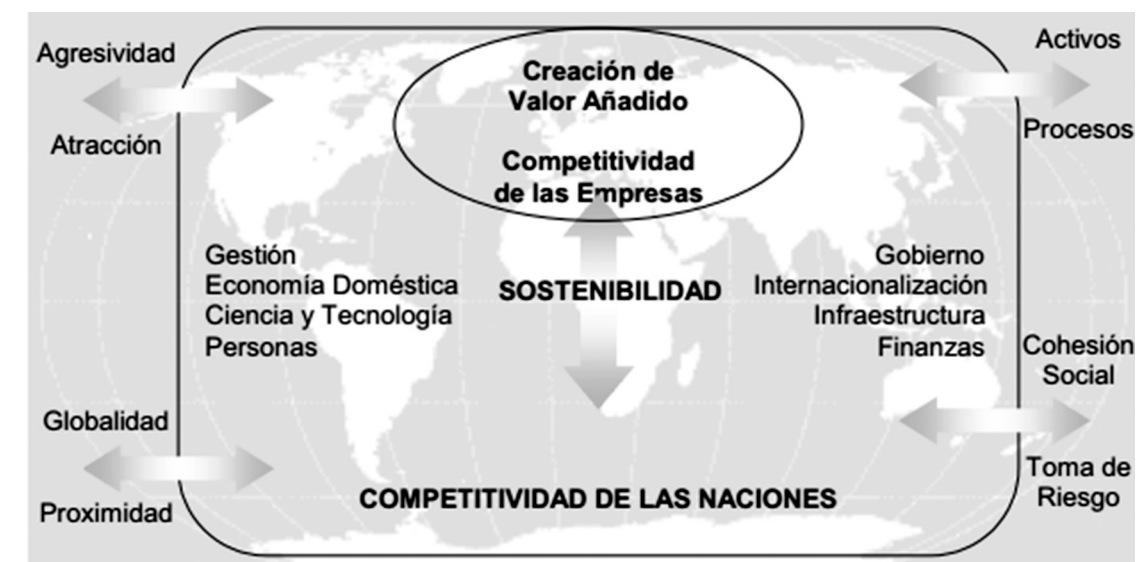 Agresividad
Atracción
Activos
Procesos
Creación de
Valor Añadido
Competitividad
de las Empresas
Gestión
Economía Doméstica
Ciencia y Tecnología
Personas
SOSTENIBILIDAD
Gobierno
Internacionalización
Infraestructura
Finanzas
Globalidad
Proximidad
Cohesión
Social
Toma de
Riesgo
COMPETITIVIDAD DE LAS NACIONES